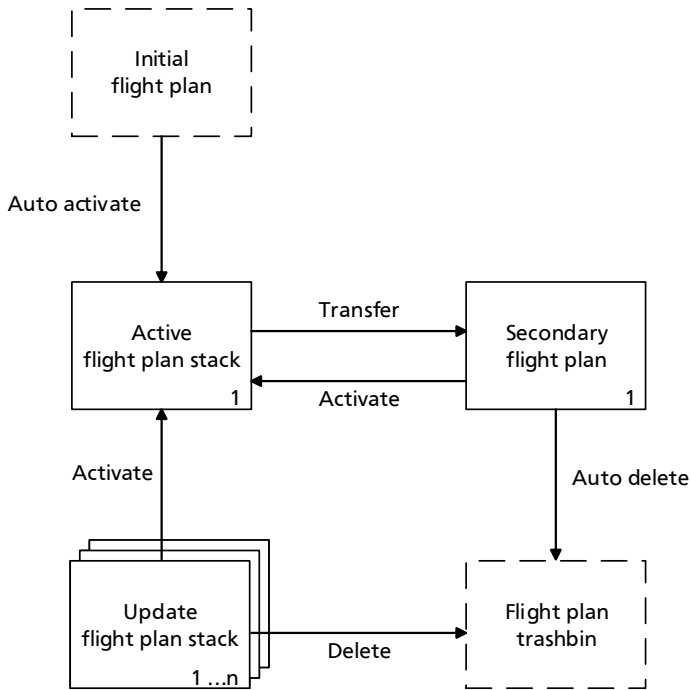 Initial
flight plan
Auto activate
Active
flight plan stack
1
Transfer
Activate
Secondary
flight plan
1
Activate
Auto delete
Update
flight plan stack
1 ...n
Delete
Flight plan
trashbin